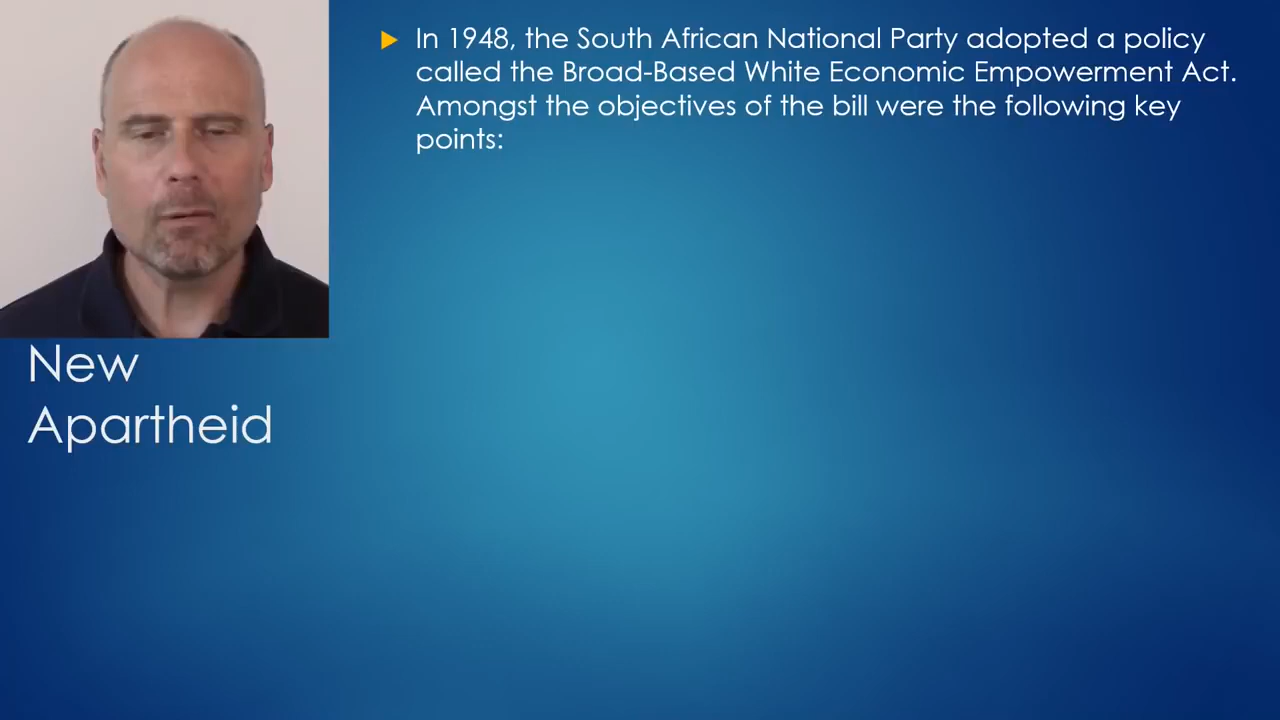 In 1948, the South African National Party adopted a policy
called the Broad-Based White Economic Empowerment Act.
Amongst the objectives of the bill were the following key
points:
New
Apartheid